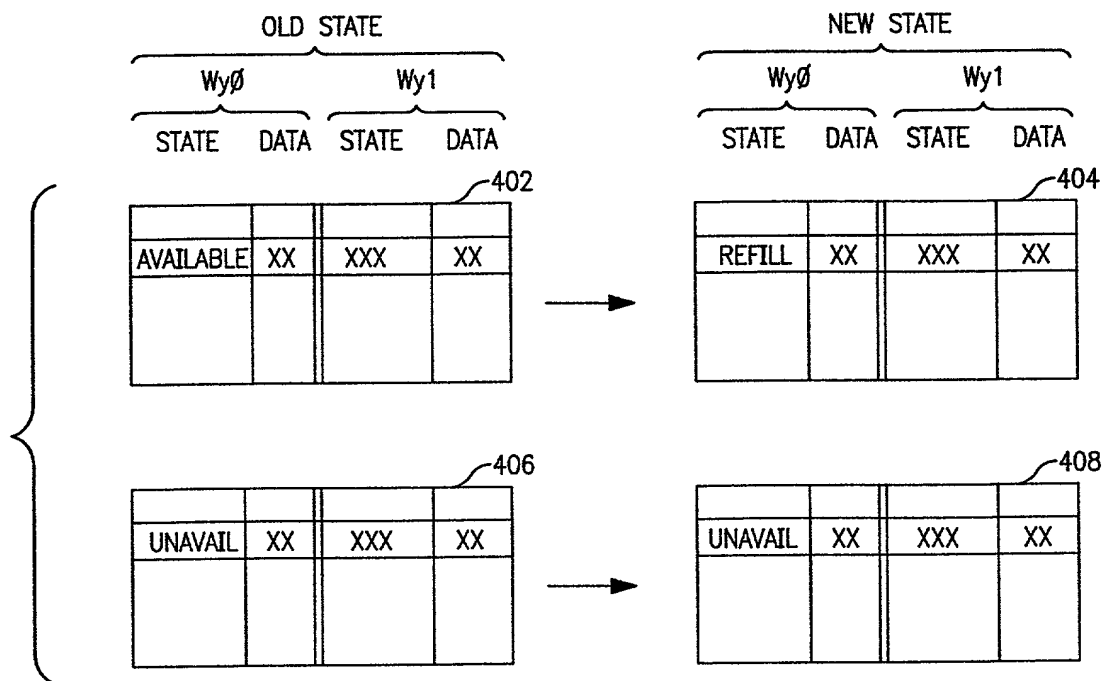 OLD STATE NEW STATE
WyØ Wy1 WyØ Wy1
STATE DATA STATE DATA STATE DATA STATE DATA
402 404
AVAILABLE XX XXX XX REFILL XX XXX XX
406 408
UNAVAIL XX XXX XX UNAVAIL XX XXX XX